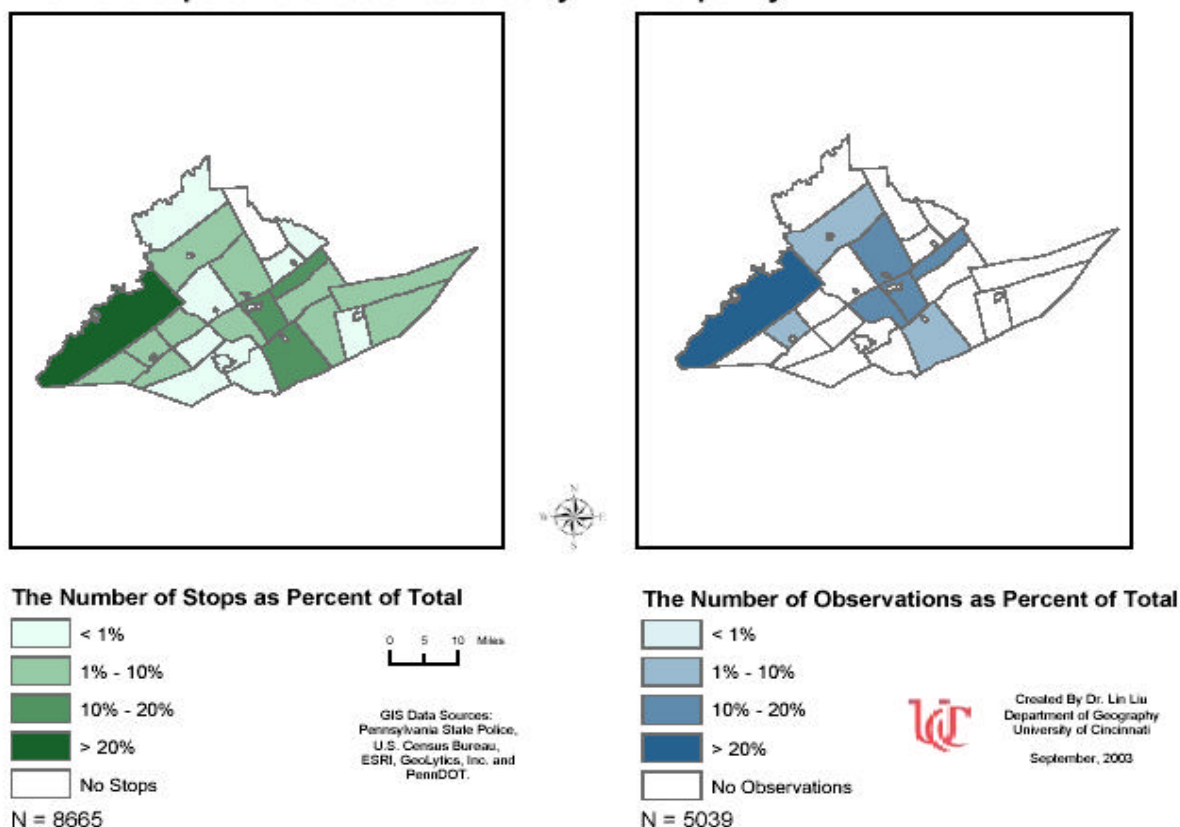 N
W E
S
The Number of Stops as Percent of Total
< 1%
1% - 10%
10% - 20%
> 20%
No Stops
N = 8665
0 5 10 Miles
GIS Data Sources:
Pennsylvania State Police,
U.S. Census Bureau,
ESRI, GeoLytics, Inc. and
PennDOT.
The Number of Observations as Percent of Total
< 1%
1% - 10%
10% - 20%
> 20%
No Observations
N = 5039
UC
Created By Dr. Lin Liu
Department of Geography
University of Cincinnati
September, 2003